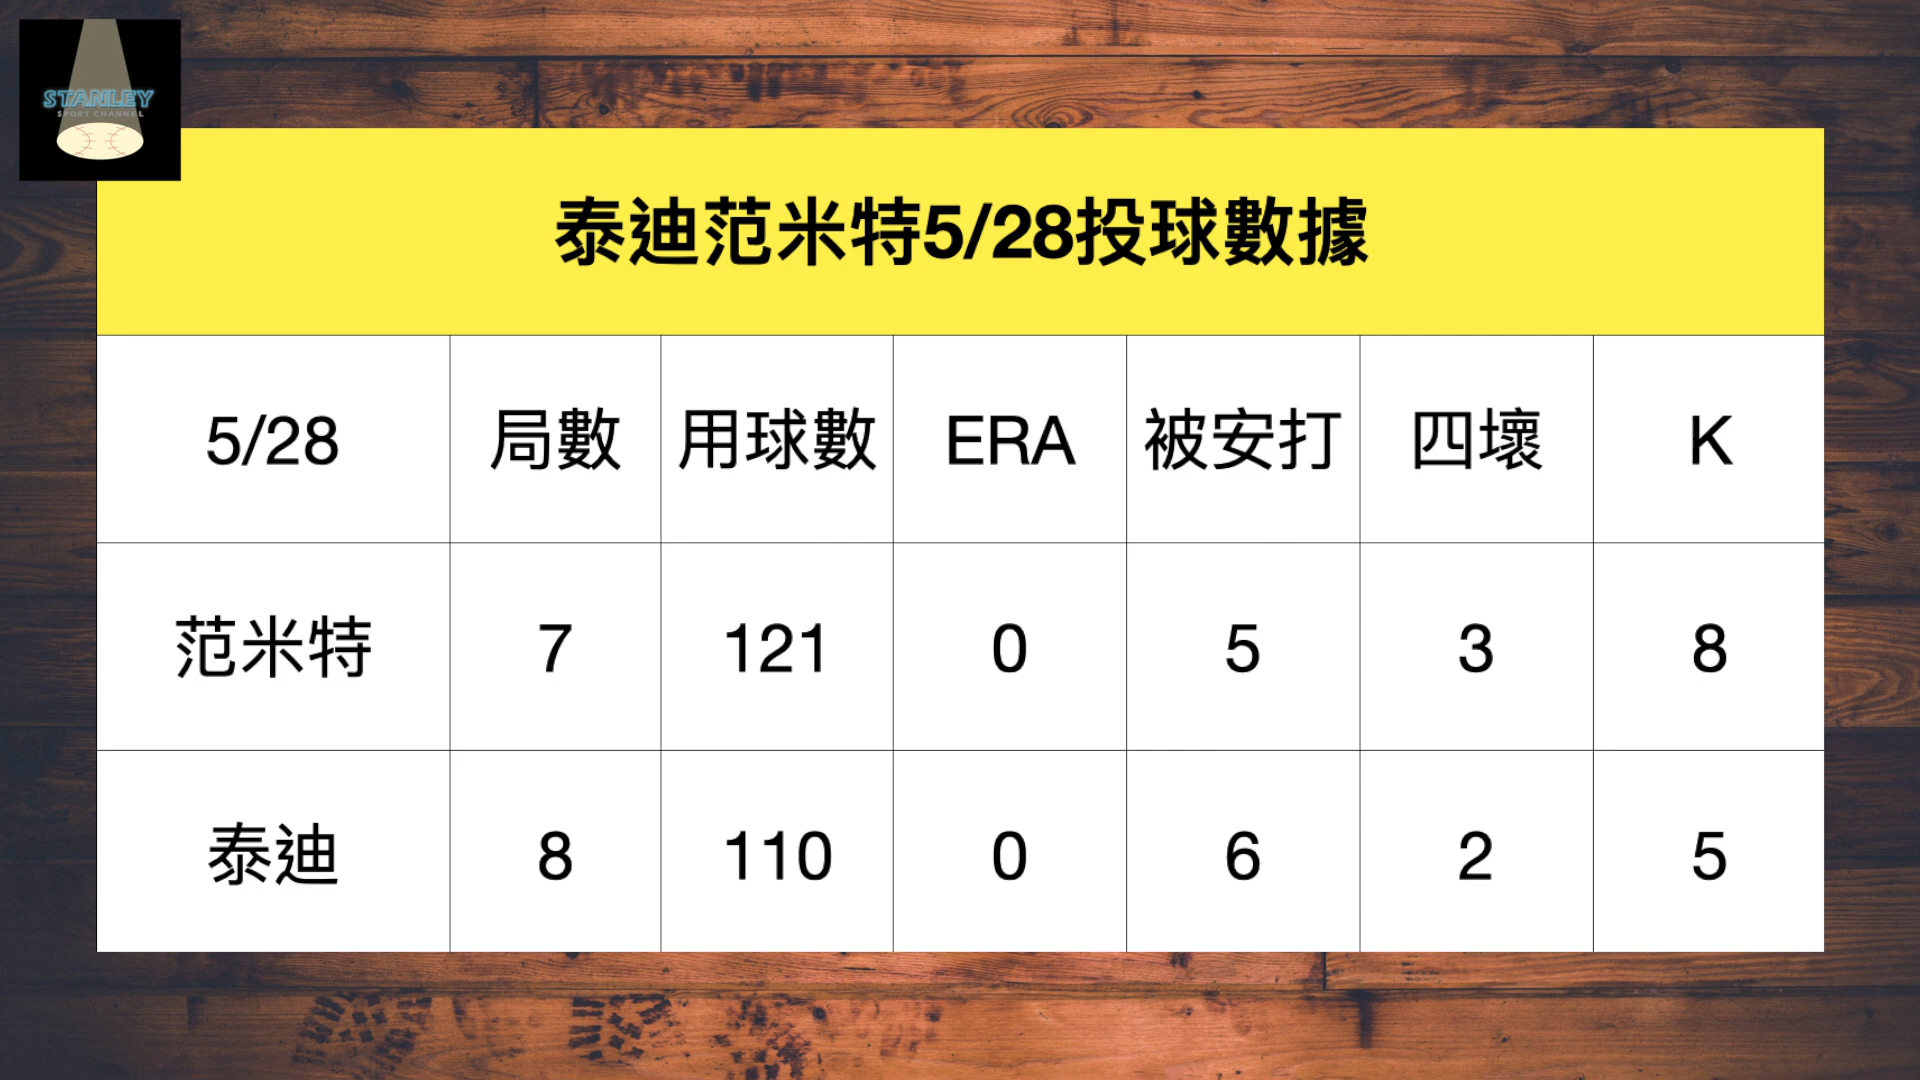 STANLEY
SPORT CHANNEL
泰迪范米特5/28投球數據
5/28 局數 用球數 ERA 被安打 四壞 K
范米特 7 121 0 5 3 8
泰迪 8 110 0 6 2 5